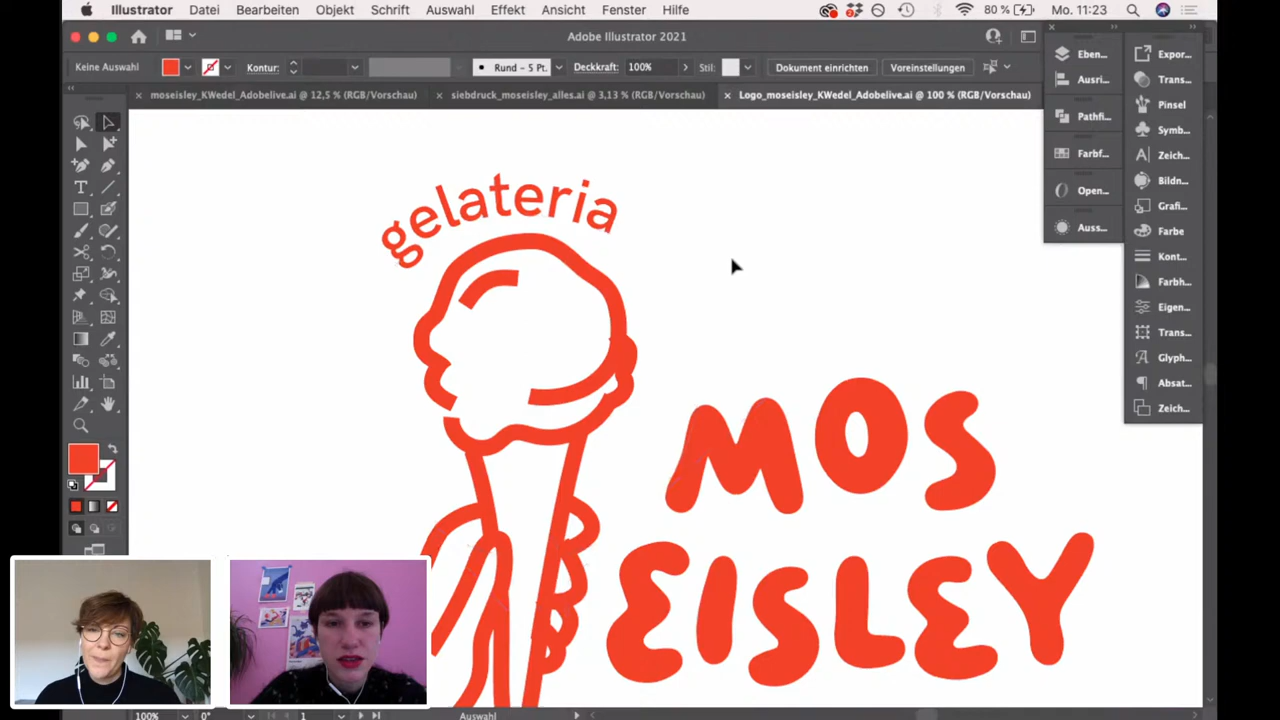 Illustrator Datei Bearbeiten Objekt Schrift Auswahl Effekt Ansicht Fenster Hilfe 80 % Mo. 11:23
Adobe Illustrator 2021
Keine Auswahl Kontur: Rund - 5 Pt. Deckkraft: 100% Stil: Dokument einrichten Voreinstellungen
moseisley_KWedel_Adobelive.ai @ 12,5 % (RGB/Vorschau) siebdruck_moseisley_alles.ai @ 3,13 % (RGB/Vorschau) Logo_moseisley_KWedel_Adobelive.ai @ 100 % (RGB/Vorschau)
Eben...
Ausri...
Pathfi...
Farbf...
Open...
Auss...
Expor...
Trans...
Pinsel
Symb...
Zeich...
Bildn...
Grafi...
Farbe
Kont...
Farbh...
Eigen...
Trans...
Glyph...
Absat...
Zeich...
gelateria
MOS
EISLEY
100% 0° 1 Auswahl